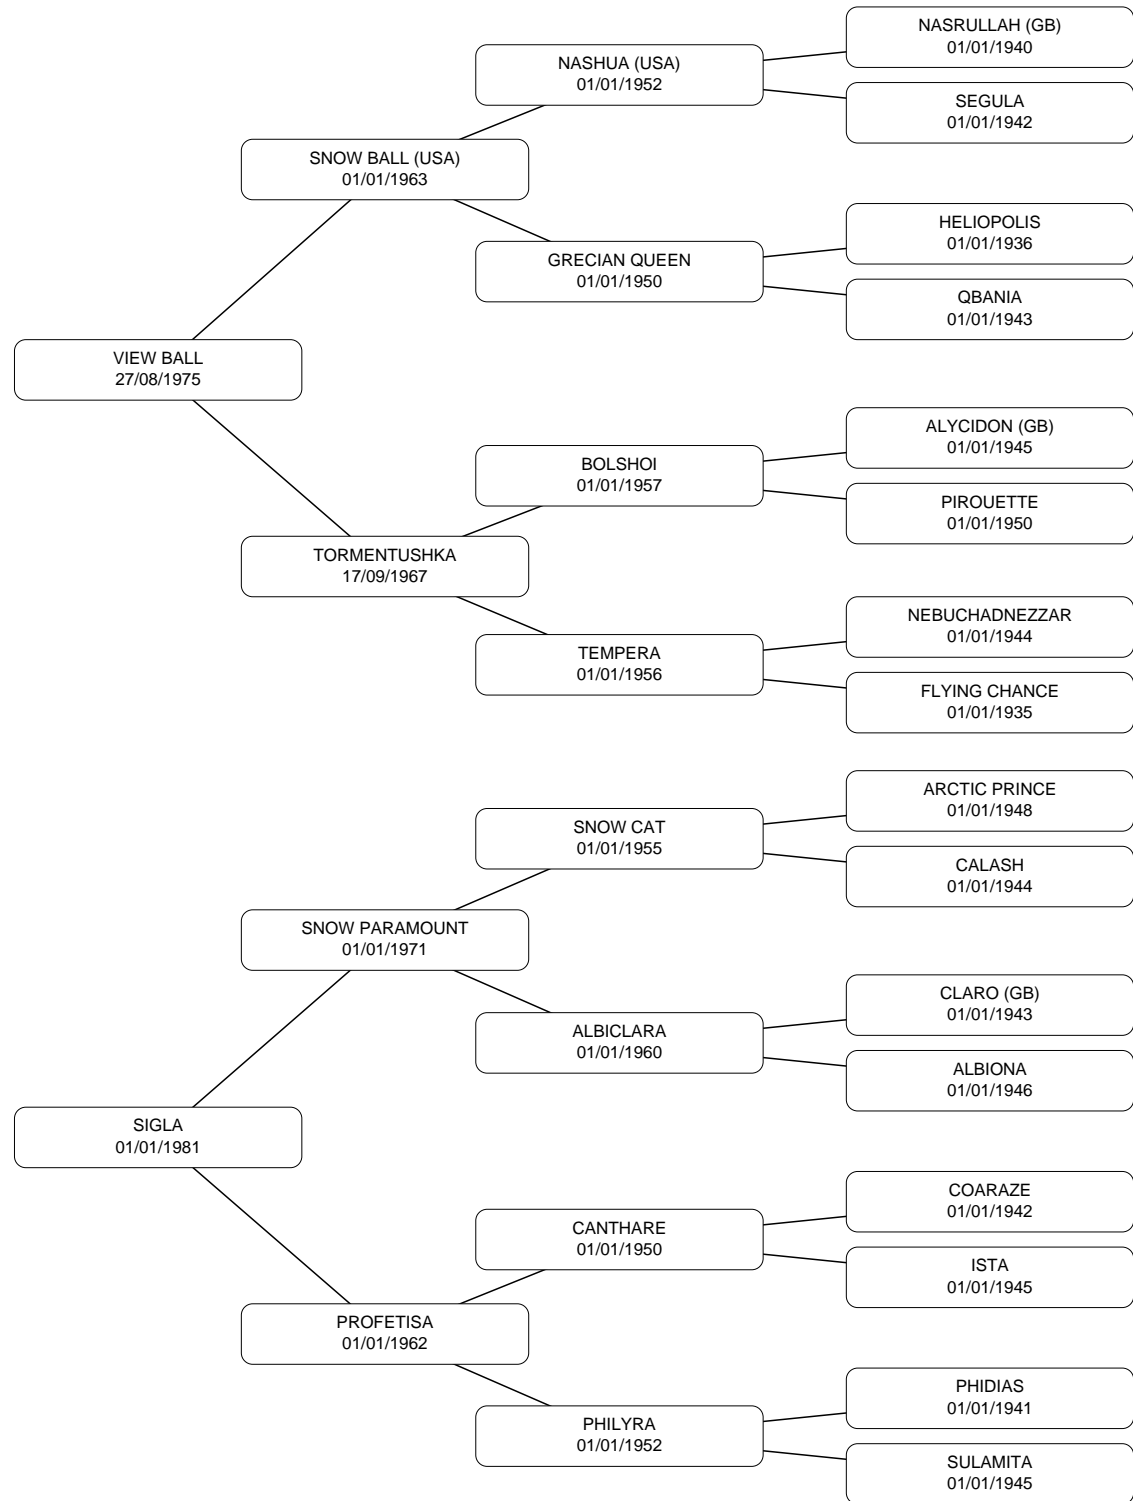 NASRULLAH (GB)
01/01/1940
NASHUA (USA)
01/01/1952
SEGULA
01/01/1942
SNOW BALL (USA)
01/01/1963
HELIOPOLIS
01/01/1936
GRECIAN QUEEN
01/01/1950
QBANIA
01/01/1943
VIEW BALL
27/08/1975
ALYCIDON (GB)
01/01/1945
BOLSHOI
01/01/1957
PIROUETTE
01/01/1950
TORMENTUSHKA
17/09/1967
NEBUCHADNEZZAR
01/01/1944
TEMPERA
01/01/1956
FLYING CHANCE
01/01/1935
ARCTIC PRINCE
01/01/1948
SNOW CAT
01/01/1955
CALASH
01/01/1944
SNOW PARAMOUNT
01/01/1971
CLARO (GB)
01/01/1943
ALBICLARA
01/01/1960
ALBIONA
01/01/1946
SIGLA
01/01/1981
COARAZE
01/01/1942
CANTHARE
01/01/1950
ISTA
01/01/1945
PROFETISA
01/01/1962
PHIDIAS
01/01/1941
PHILYRA
01/01/1952
SULAMITA
01/01/1945